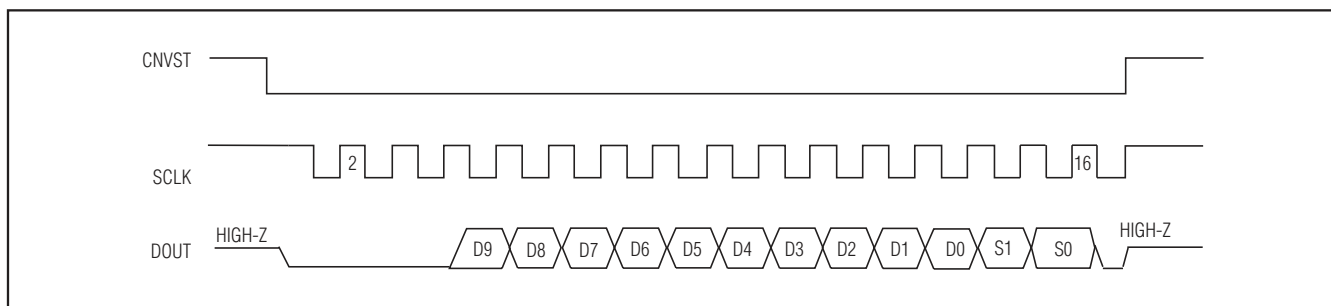 CNVST
SCLK 2 16
DOUT HIGH-Z D9 D8 D7 D6 D5 D4 D3 D2 D1 D0 S1 S0 HIGH-Z